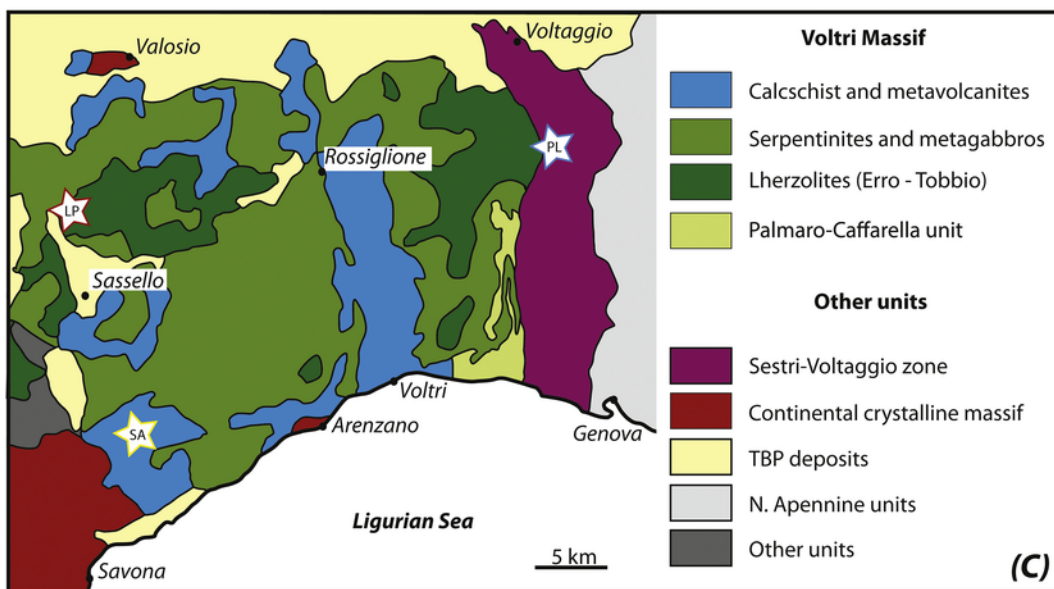 Valosio
Voltaggio
PL
Rossiglione
LP
Sassello
Voltri
SA
Arenzano
Genova
Ligurian Sea
5 km
Savona
Voltri Massif
Calcschist and metavolcanites
Serpentinites and metagabbros
Lherzolites (Erro - Tobbio)
Palmaro-Caffarella unit
Other units
Sestri-Voltaggio zone
Continental crystalline massif
TBP deposits
N. Apennine units
Other units
(C)